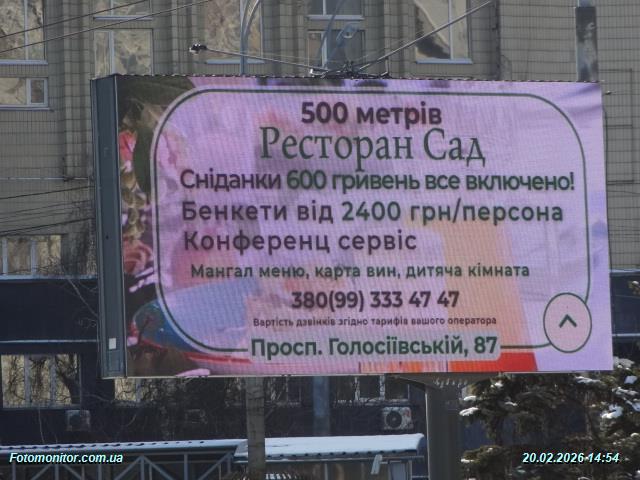 500 метрів
Ресторан Сад
Сніданки 600 гривень все включено!
Бенкети від 2400 грн/персона
Конференц сервіс
Мангал меню, карта вин, дитяча кімната
380(99) 333 47 47
Вартість дзвінків згідно тарифів вашого оператора
Просп. Голосіївській, 87
Fotomonitor.com.ua
20.02.2026 14:54